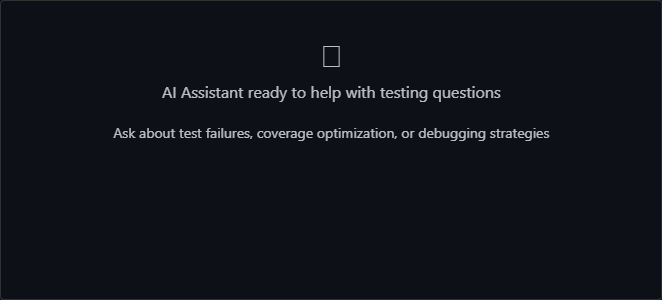 AI Assistant ready to help with testing questions
Ask about test failures, coverage optimization, or debugging strategies